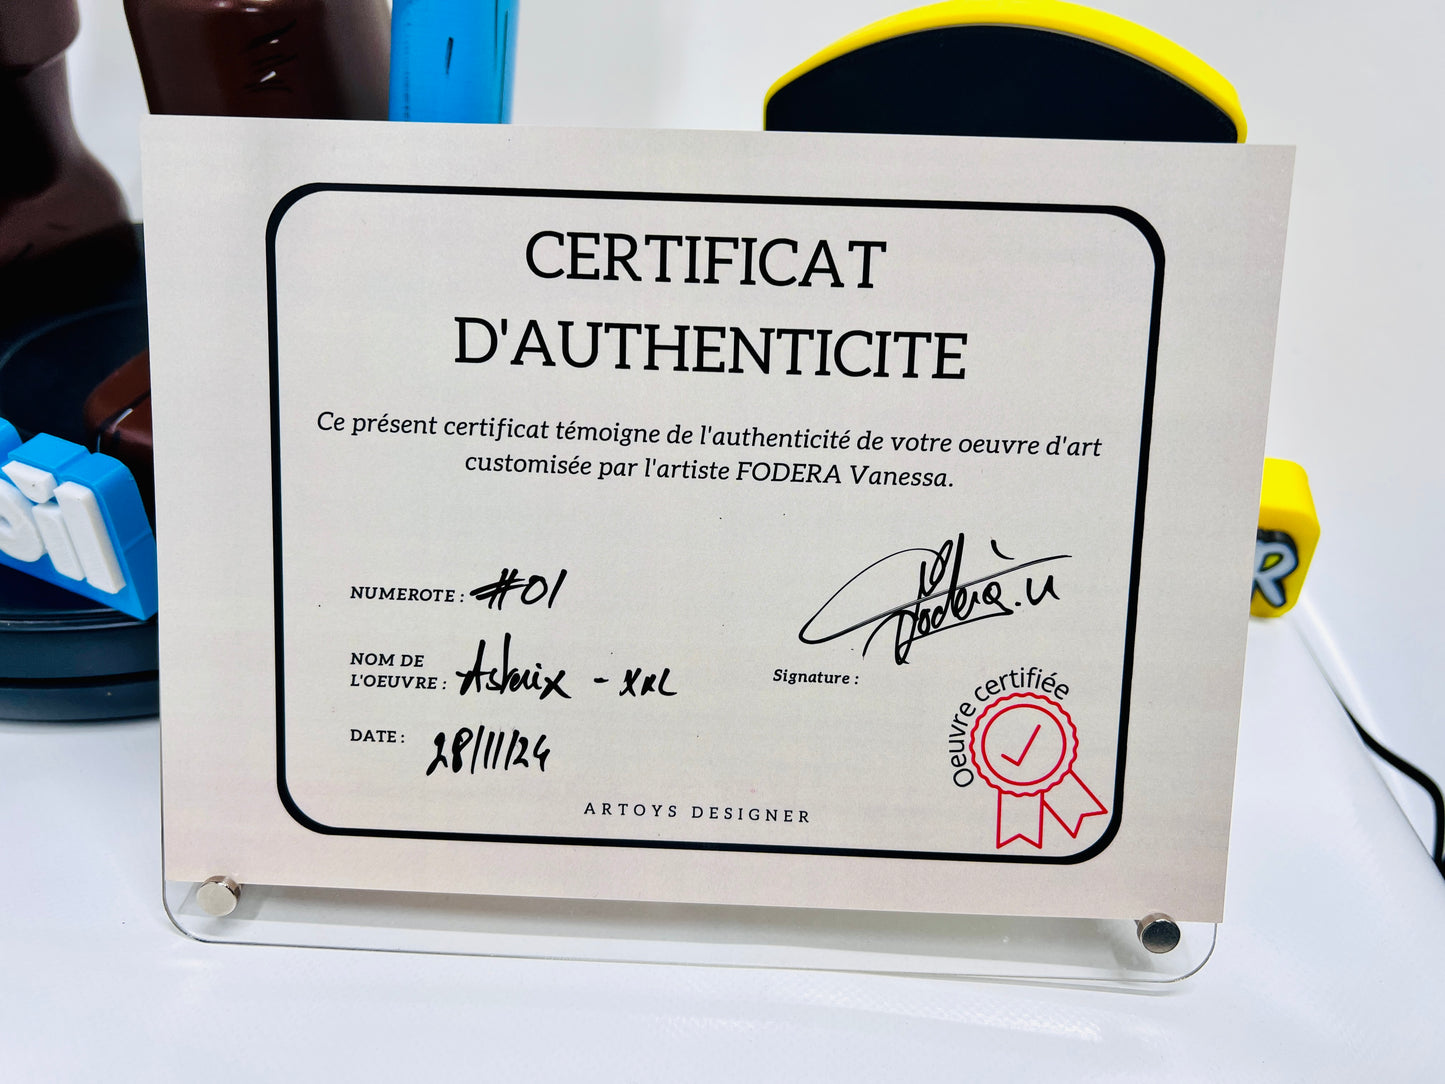 CERTIFICAT
D'AUTHENTICITE
Ce présent certificat témoigne de l'authenticité de votre oeuvre d'art
customisée par l'artiste FODERA Vanessa.
NUMEROTE : #01
NOM DE
L'OEUVRE : Asterix - XXL
DATE : 28/11/24
Signature :
Fodera.v
Oeuvre certifiée
ARTOYS DESIGNER